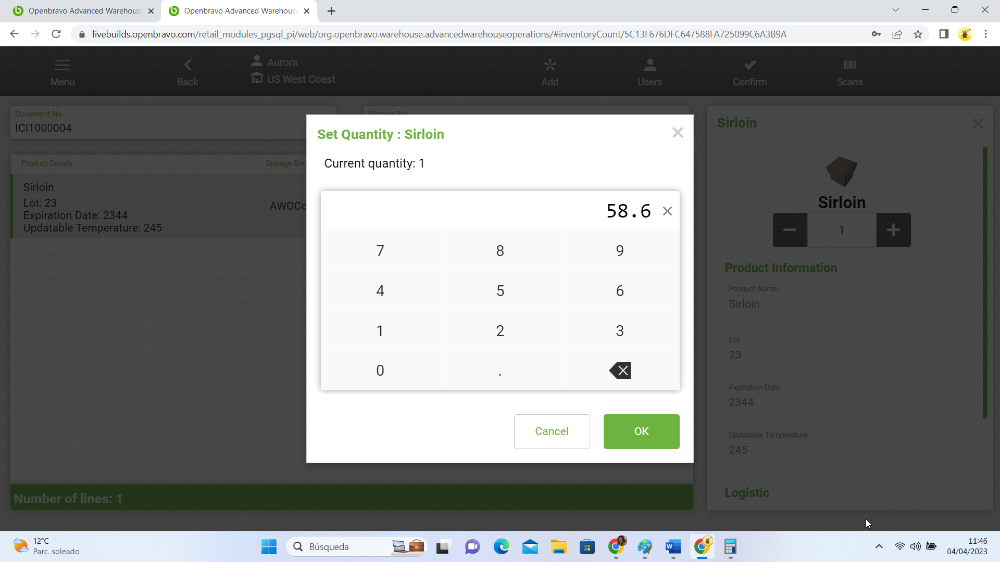 Openbravo Advanced Warehouse
Openbravo Advanced Warehouse
livebuilds.openbravo.com/retail_modules_pgsql_pi/web/org.openbravo.warehouse.advancedwarehouseoperations/#inventoryCount/5C13F676DFC647588FA725099C6A3B9A
Menu
Back
Aurora
US West Coast
Add
Users
Confirm
Scans
Document No
ICI1000004
Storage Bin
Product Details
Storage Bin
Sirloin
Lot: 23
Expiration Date: 2344
Updatable Temperature: 245
AWOCo
Number of lines: 1
Set Quantity : Sirloin
Current quantity: 1
58.6
7 8 9
4 5 6
1 2 3
0 .
Cancel
OK
Sirloin
Sirloin
1
Product Information
Product Name
Sirloin
Lot
23
Expiration Date
2344
Updatable Temperature
245
Logistic
12°C
Parc. soleado
Búsqueda
11:46
04/04/2023